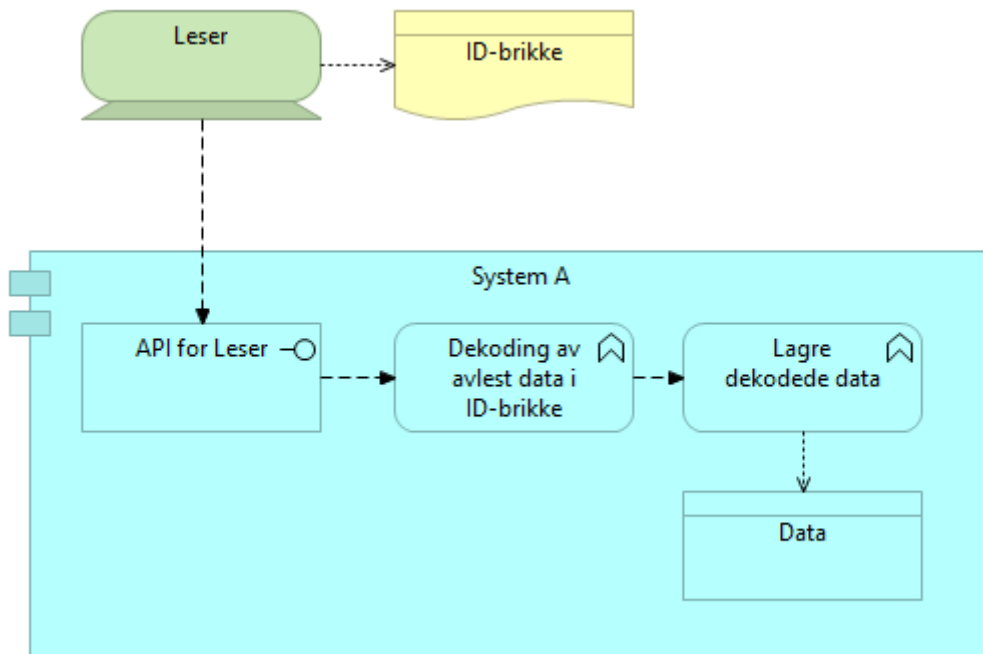 Leser
ID-brikke
System A
API for Leser
Dekoding av
avlest data i
ID-brikke
Lagre
dekodede data
Data